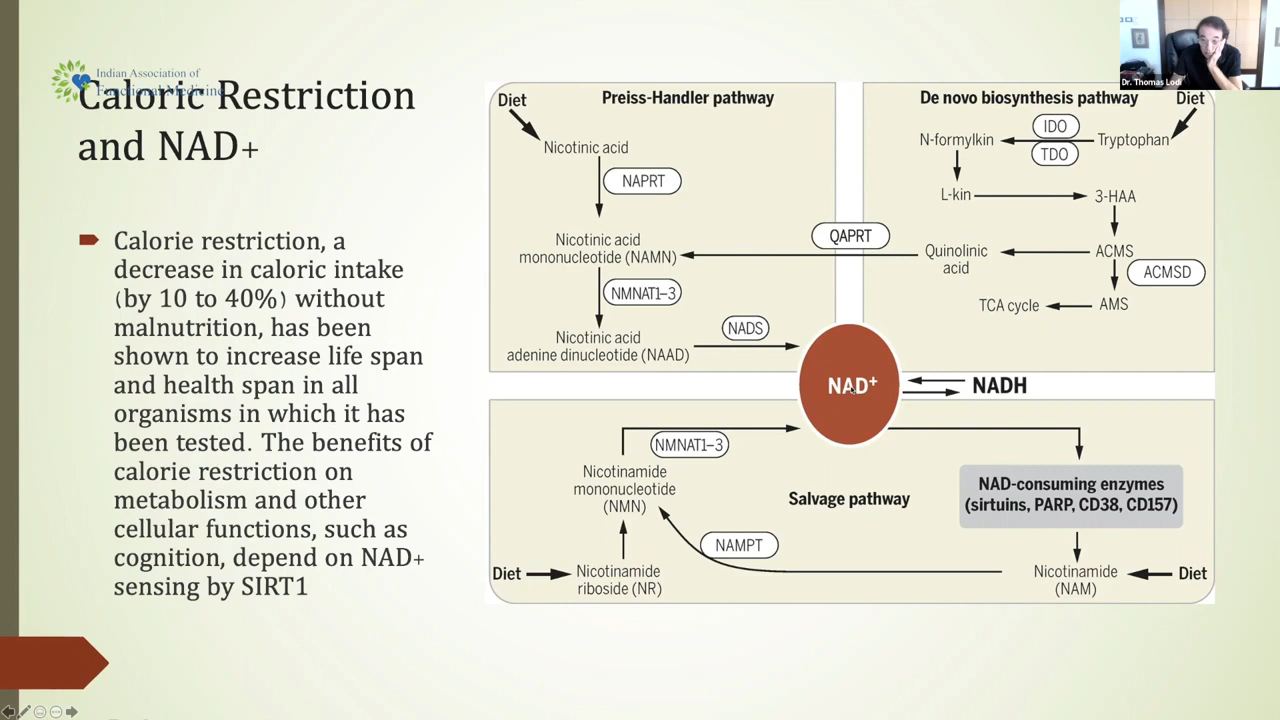 Indian Association of
Functional Medicine
Caloric Restriction
and NAD+
Calorie restriction, a
decrease in caloric intake
(by 10 to 40%) without
malnutrition, has been
shown to increase life span
and health span in all
organisms in which it has
been tested. The benefits of
calorie restriction on
metabolism and other
cellular functions, such as
cognition, depend on NAD+
sensing by SIRT1
Diet
Preiss-Handler pathway
Nicotinic acid
NAPRT
Nicotinic acid
mononucleotide (NAMN)
NMNAT1–3
Nicotinic acid
adenine dinucleotide (NAAD)
NADS
De novo biosynthesis pathway
Diet
IDO
N-formylkin
Tryptophan
TDO
L-kin
3-HAA
QAPRT
Quinolinic
acid
ACMS
ACMSD
TCA cycle
AMS
NAD+
NADH
NMNAT1–3
Nicotinamide
mononucleotide
(NMN)
Salvage pathway
NAD-consuming enzymes
(sirtuins, PARP, CD38, CD157)
NAMPT
Diet
Nicotinamide
riboside (NR)
Nicotinamide
(NAM)
Diet
Dr. Thomas Lodi